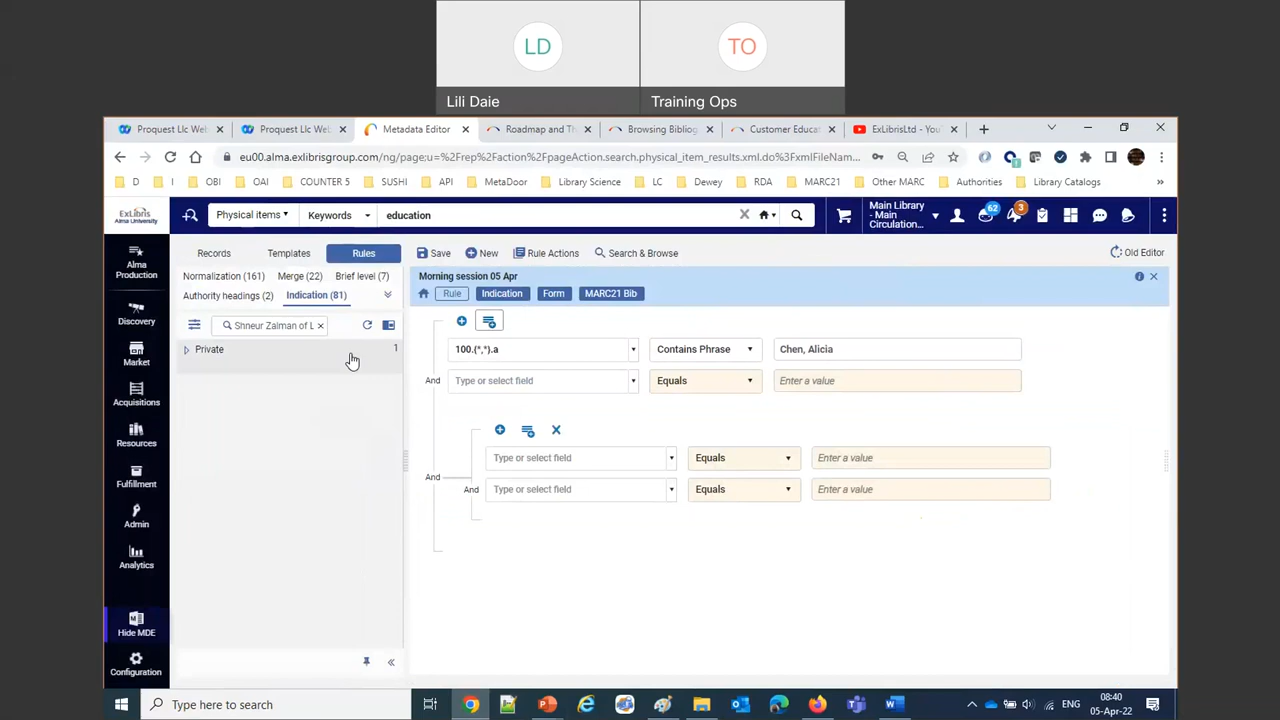 LD
TO
Lili Daie
Training Ops
Proquest Llc Web
Proquest Llc Web
Metadata Editor
Roadmap and Th
Browsing Bibliog
Customer Educat
ExLibrisLtd - You
eu00.alma.exlibrisgroup.com/ng/page;u=%2Frep%2Faction%2FpageAction.search.physical_item_results.xml.do%3FxmlFileNam...
D
I
OBI
OAI
COUNTER 5
SUSHI
API
MetaDoor
Library Science
LC
Dewey
RDA
MARC21
Other MARC
Authorities
Library Catalogs
ExLibris
Alma University
Physical items
Keywords
education
Main Library - Main Circulation...
62
3
Alma Production
Discovery
Market
Acquisitions
Resources
Fulfillment
Admin
Analytics
Hide MDE
Configuration
Records
Templates
Rules
Save
New
Rule Actions
Search & Browse
Old Editor
Normalization (161)
Merge (22)
Brief level (7)
Authority headings (2)
Indication (81)
Shneur Zalman of L
Private
1
Morning session 05 Apr
Rule
Indication
Form
MARC21 Bib
100.(*,*).a
Contains Phrase
Chen, Alicia
And
Type or select field
Equals
Enter a value
Type or select field
Equals
Enter a value
And
And
Type or select field
Equals
Enter a value
Type here to search
ENG
08:40
05-Apr-22